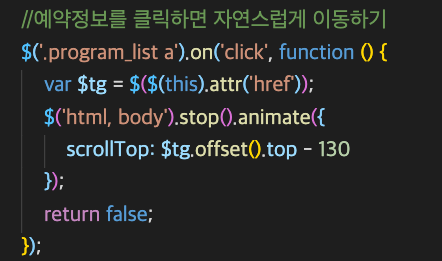 //예약정보를 클릭하면 자연스럽게 이동하기
$('.program_list a').on('click', function () {
var $tg = $($(this).attr('href'));
$('html, body').stop().animate({
scrollTop: $tg.offset().top - 130
});
return false;
});